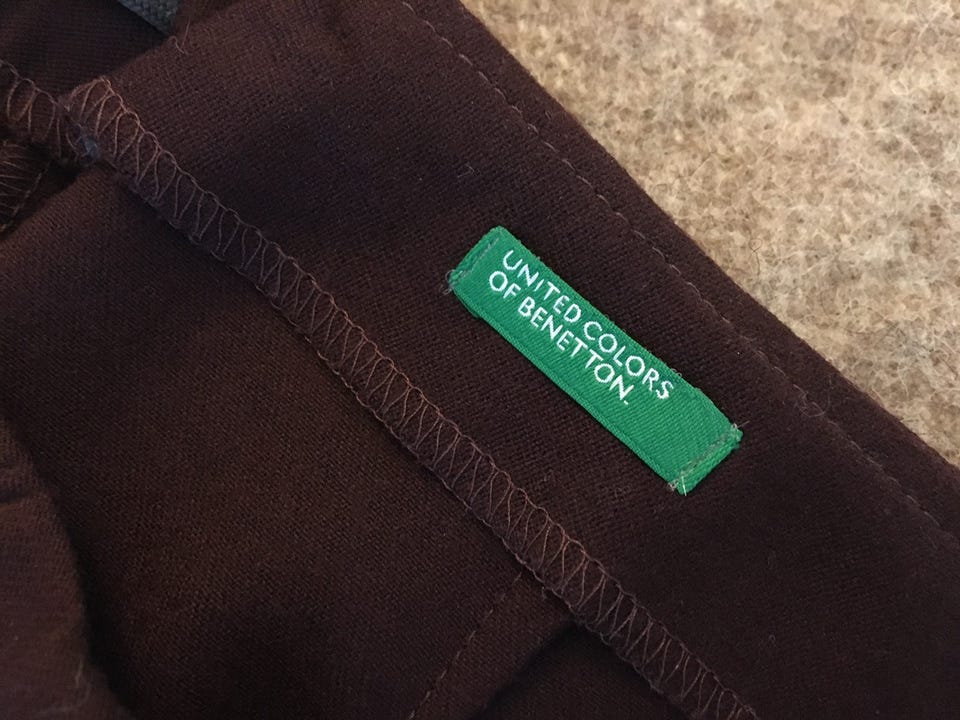 UNITED COLORS
OF BENETTON.